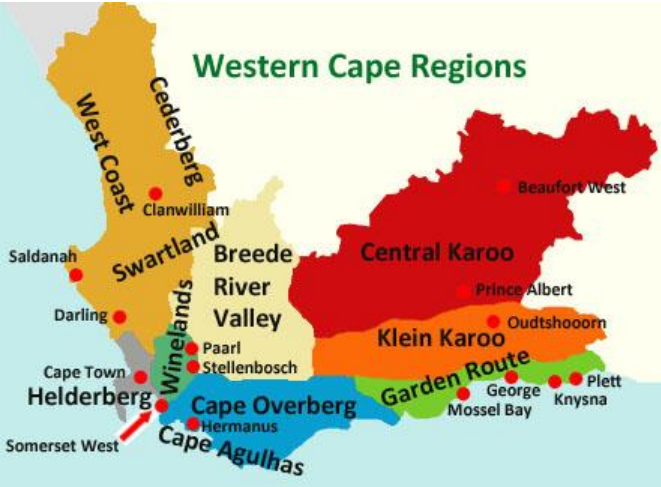 Western Cape Regions
Cederberg
West Coast
Clanwilliam
Beaufort West
Swartland
Breede
River
Valley
Central Karoo
Saldanah
Prince Albert
Darling
Winelands
Oudtshooorn
Klein Karoo
Paarl
Stellenbosch
Cape Town
Garden Route
Plett
George
Knysna
Helderberg
Cape Overberg
Mossel Bay
Hermanus
Somerset West
Cape Agulhas